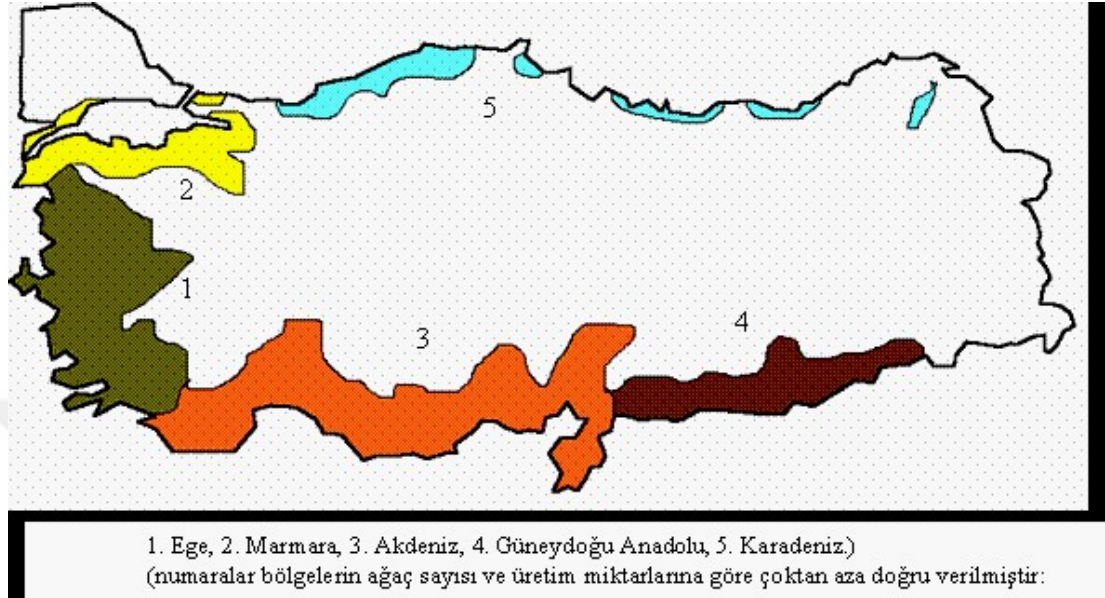 5
2
1
3
4
1. Ege, 2. Marmara, 3. Akdeniz, 4. Güneydoğu Anadolu, 5. Karadeniz.)
(numaralar bölgelerin ağaç sayısı ve üretim miktarlarına göre çoktan aza doğru verilmiştir: